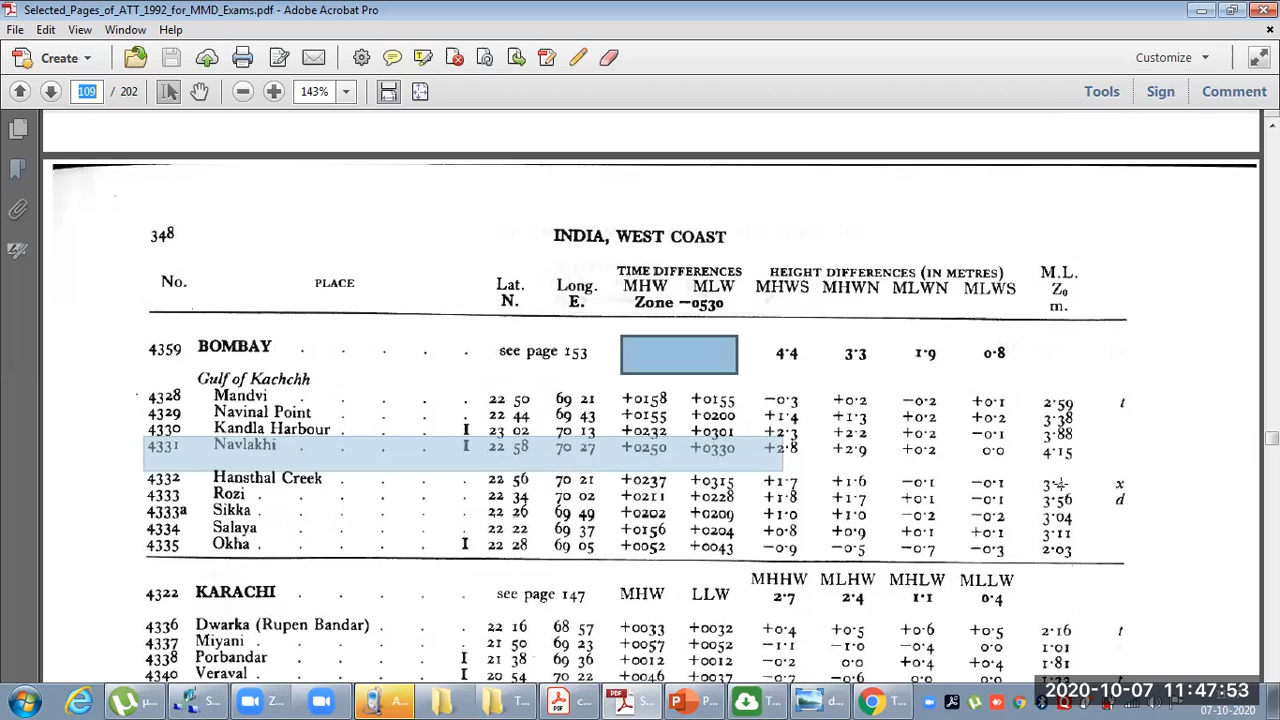 Selected_Pages_of_ATT_1992_for_MMD_Exams.pdf - Adobe Acrobat Pro
File Edit View Window Help
Create Customize
109 / 202 143% Tools Sign Comment
348 INDIA, WEST COAST
TIME DIFFERENCES HEIGHT DIFFERENCES (IN METRES) M.L.
No. PLACE Lat. Long. MHW MLW MHWS MHWN MLWN MLWS Z₀
N. E. Zone −0530 m.
4359 BOMBAY . . . . . see page 153 4·4 3·3 1·9 0·8
Gulf of Kachchh
4328 Mandvi . . . . . 22 50 69 21 +0158 +0155 −0·3 +0·2 −0·2 +0·1 2·59 t
4329 Navinal Point . . . . 22 44 69 43 +0155 +0200 +1·4 +1·3 +0·2 +0·1 3·38
4330 Kandla Harbour . . . I 23 02 70 13 +0232 +0301 +2·3 +2·2 +0·2 −0·1 3·88
4331 Navlakhi . . . . I 22 58 70 27 +0250 +0330 +2·8 +2·9 +0·2 0·0 4·15
4332 Hansthal Creek . . . . 22 56 70 21 +0237 +0315 +1·7 +1·6 −0·1 −0·1 x
4333 Rozi . . . . . 22 34 70 02 +0211 +0228 +1·8 +1·7 +0·1 −0·1 3·56 d
4333a Sikka . . . . . 22 26 69 49 +0202 +0209 +1·0 +1·0 −0·2 −0·2 3·04
4334 Salaya . . . . . 22 22 69 37 +0156 +0204 +0·8 +0·9 +0·1 +0·1 3·11
4335 Okha . . . . . I 22 28 69 05 +0052 +0043 −0·9 −0·5 −0·7 −0·3 2·03
MHHW MLHW MHLW MLLW
4322 KARACHI . . . . . see page 147 MHW LLW 2·7 2·4 1·1 0·4
4336 Dwarka (Rupen Bandar) . . . 22 16 68 57 +0033 +0032 +0·4 +0·5 +0·6 +0·5 2·16 t
4337 Miyani . . . . . 21 50 69 23 +0057 +0052 −1·1 −1·0 −0·4 0·0 1·01
4338 Porbandar . . . . I 21 38 69 36 +0012 +0012 −0·2 0·0 +0·4 +0·4 1·81
4340 Veraval . . . . I 20 54 70 22 +0046 +0037 −0·7 −0·6 0·0
2020-10-07 11:47:53
07-10-2020